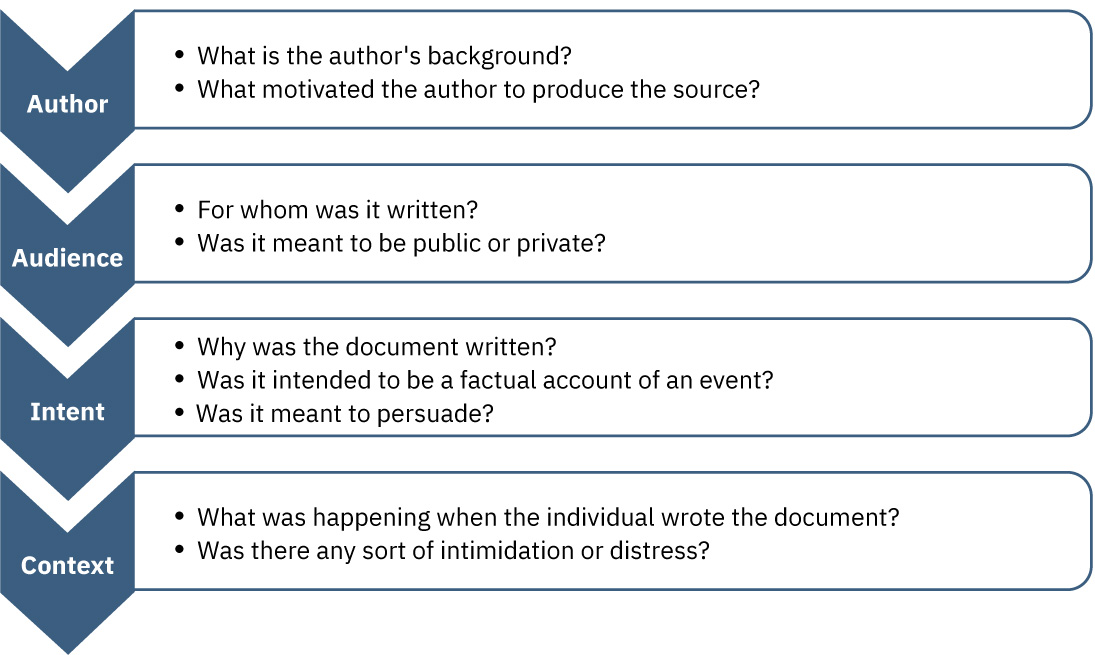 Author
• What is the author's background?
• What motivated the author to produce the source?
Audience
• For whom was it written?
• Was it meant to be public or private?
Intent
• Why was the document written?
• Was it intended to be a factual account of an event?
• Was it meant to persuade?
Context
• What was happening when the individual wrote the document?
• Was there any sort of intimidation or distress?